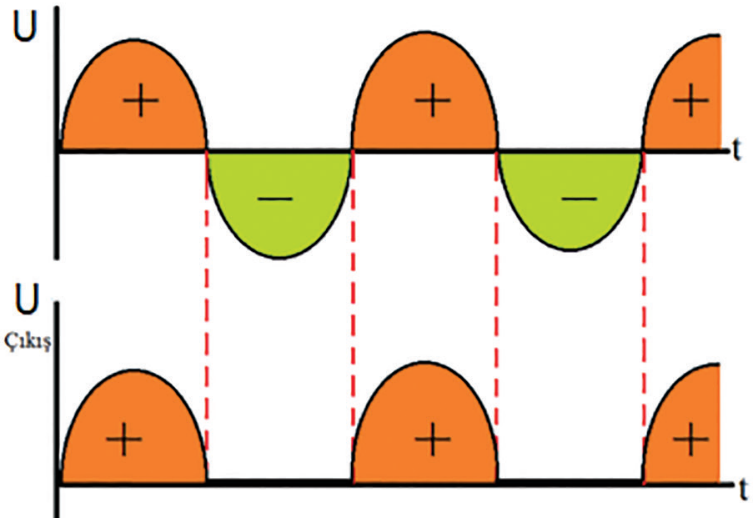 U
+
+
+
t
—
—
U
Çıkış
+
+
+
t